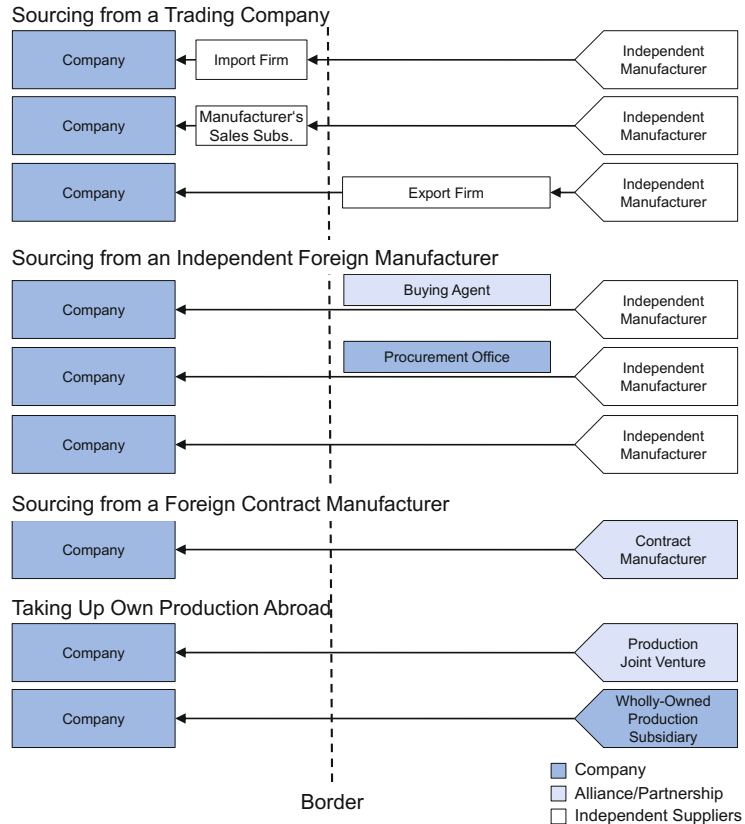 Sourcing from a Trading Company
Company
Import Firm
Independent
Manufacturer
Company
Manufacturer‘s
Sales Subs.
Independent
Manufacturer
Company
Export Firm
Independent
Manufacturer
Sourcing from an Independent Foreign Manufacturer
Company
Buying Agent
Independent
Manufacturer
Company
Procurement Office
Independent
Manufacturer
Company
Independent
Manufacturer
Sourcing from a Foreign Contract Manufacturer
Company
Contract
Manufacturer
Taking Up Own Production Abroad
Company
Production
Joint Venture
Company
Wholly-Owned
Production
Subsidiary
Border
Company
Alliance/Partnership
Independent Suppliers